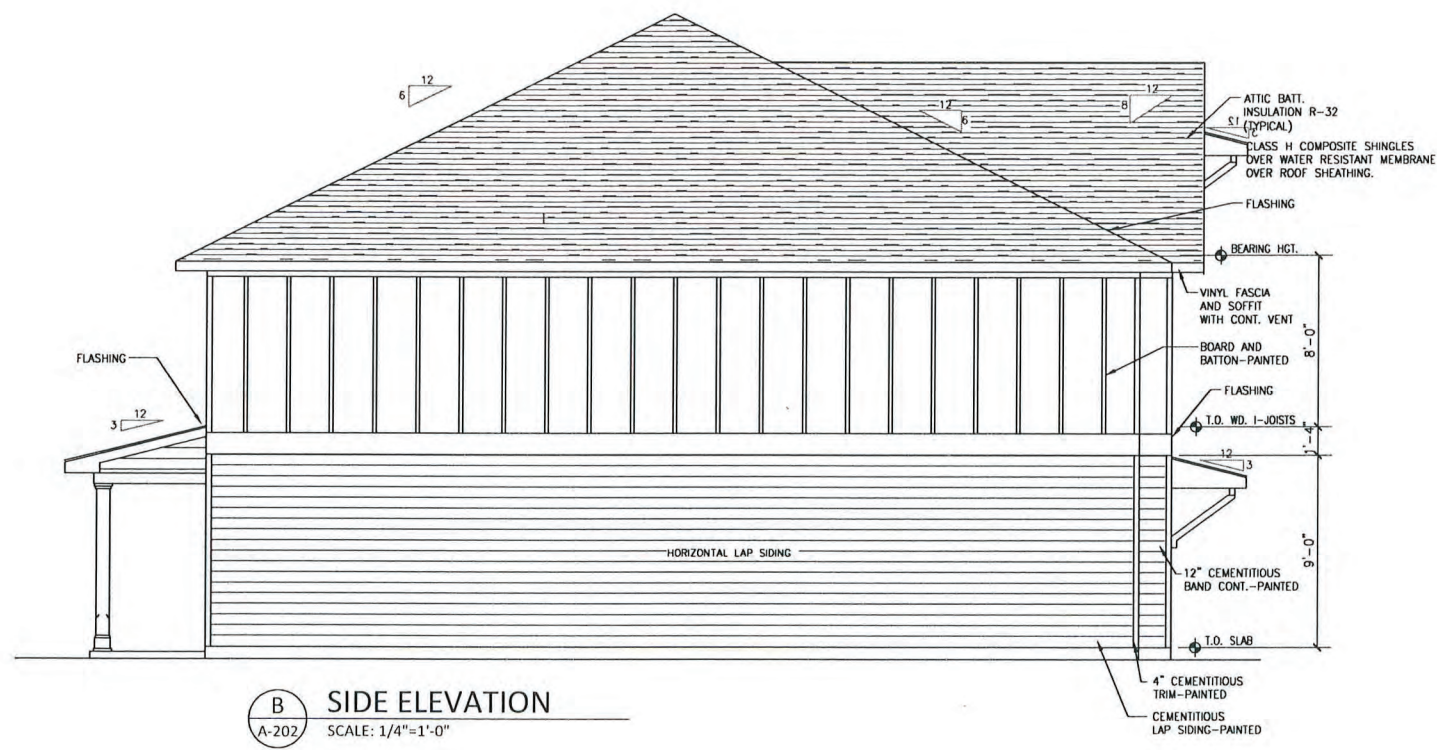 12
6
12
6
12
8
ATTIC BATT.
INSULATION R-32
(TYPICAL)
12
3
CLASS H COMPOSITE SHINGLES
OVER WATER RESISTANT MEMBRANE
OVER ROOF SHEATHING.
FLASHING
BEARING HGT.
VINYL FASCIA
AND SOFFIT
WITH CONT. VENT
8'-0"
BOARD AND
BATTON-PAINTED
FLASHING
FLASHING
12
3
T.O. WD. I-JOISTS
1'-4"
12
3
HORIZONTAL LAP SIDING
9'-0"
12" CEMENTITIOUS
BAND CONT.-PAINTED
T.O. SLAB
4" CEMENTITIOUS
TRIM-PAINTED
CEMENTITIOUS
LAP SIDING-PAINTED
B
A-202
SIDE ELEVATION
SCALE: 1/4"=1'-0"